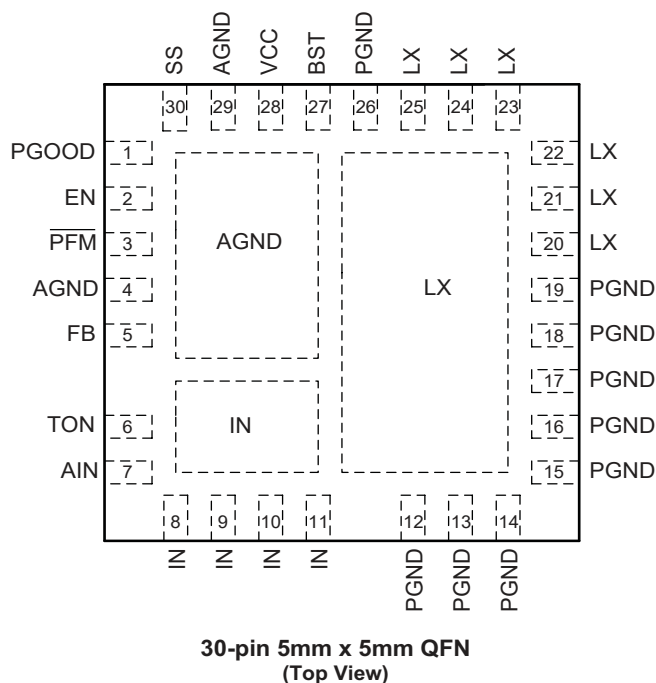 SS
AGND
VCC
BST
PGND
LX
LX
LX
30
29
28
27
26
25
24
23
PGOOD 1
22 LX
EN 2
21 LX
PFM 3
20 LX
AGND 4
19 PGND
FB 5
18 PGND
17 PGND
TON 6
16 PGND
AIN 7
15 PGND
AGND
LX
IN
8
9
10
11
12
13
14
IN
IN
IN
IN
PGND
PGND
PGND
30-pin 5mm x 5mm QFN
(Top View)